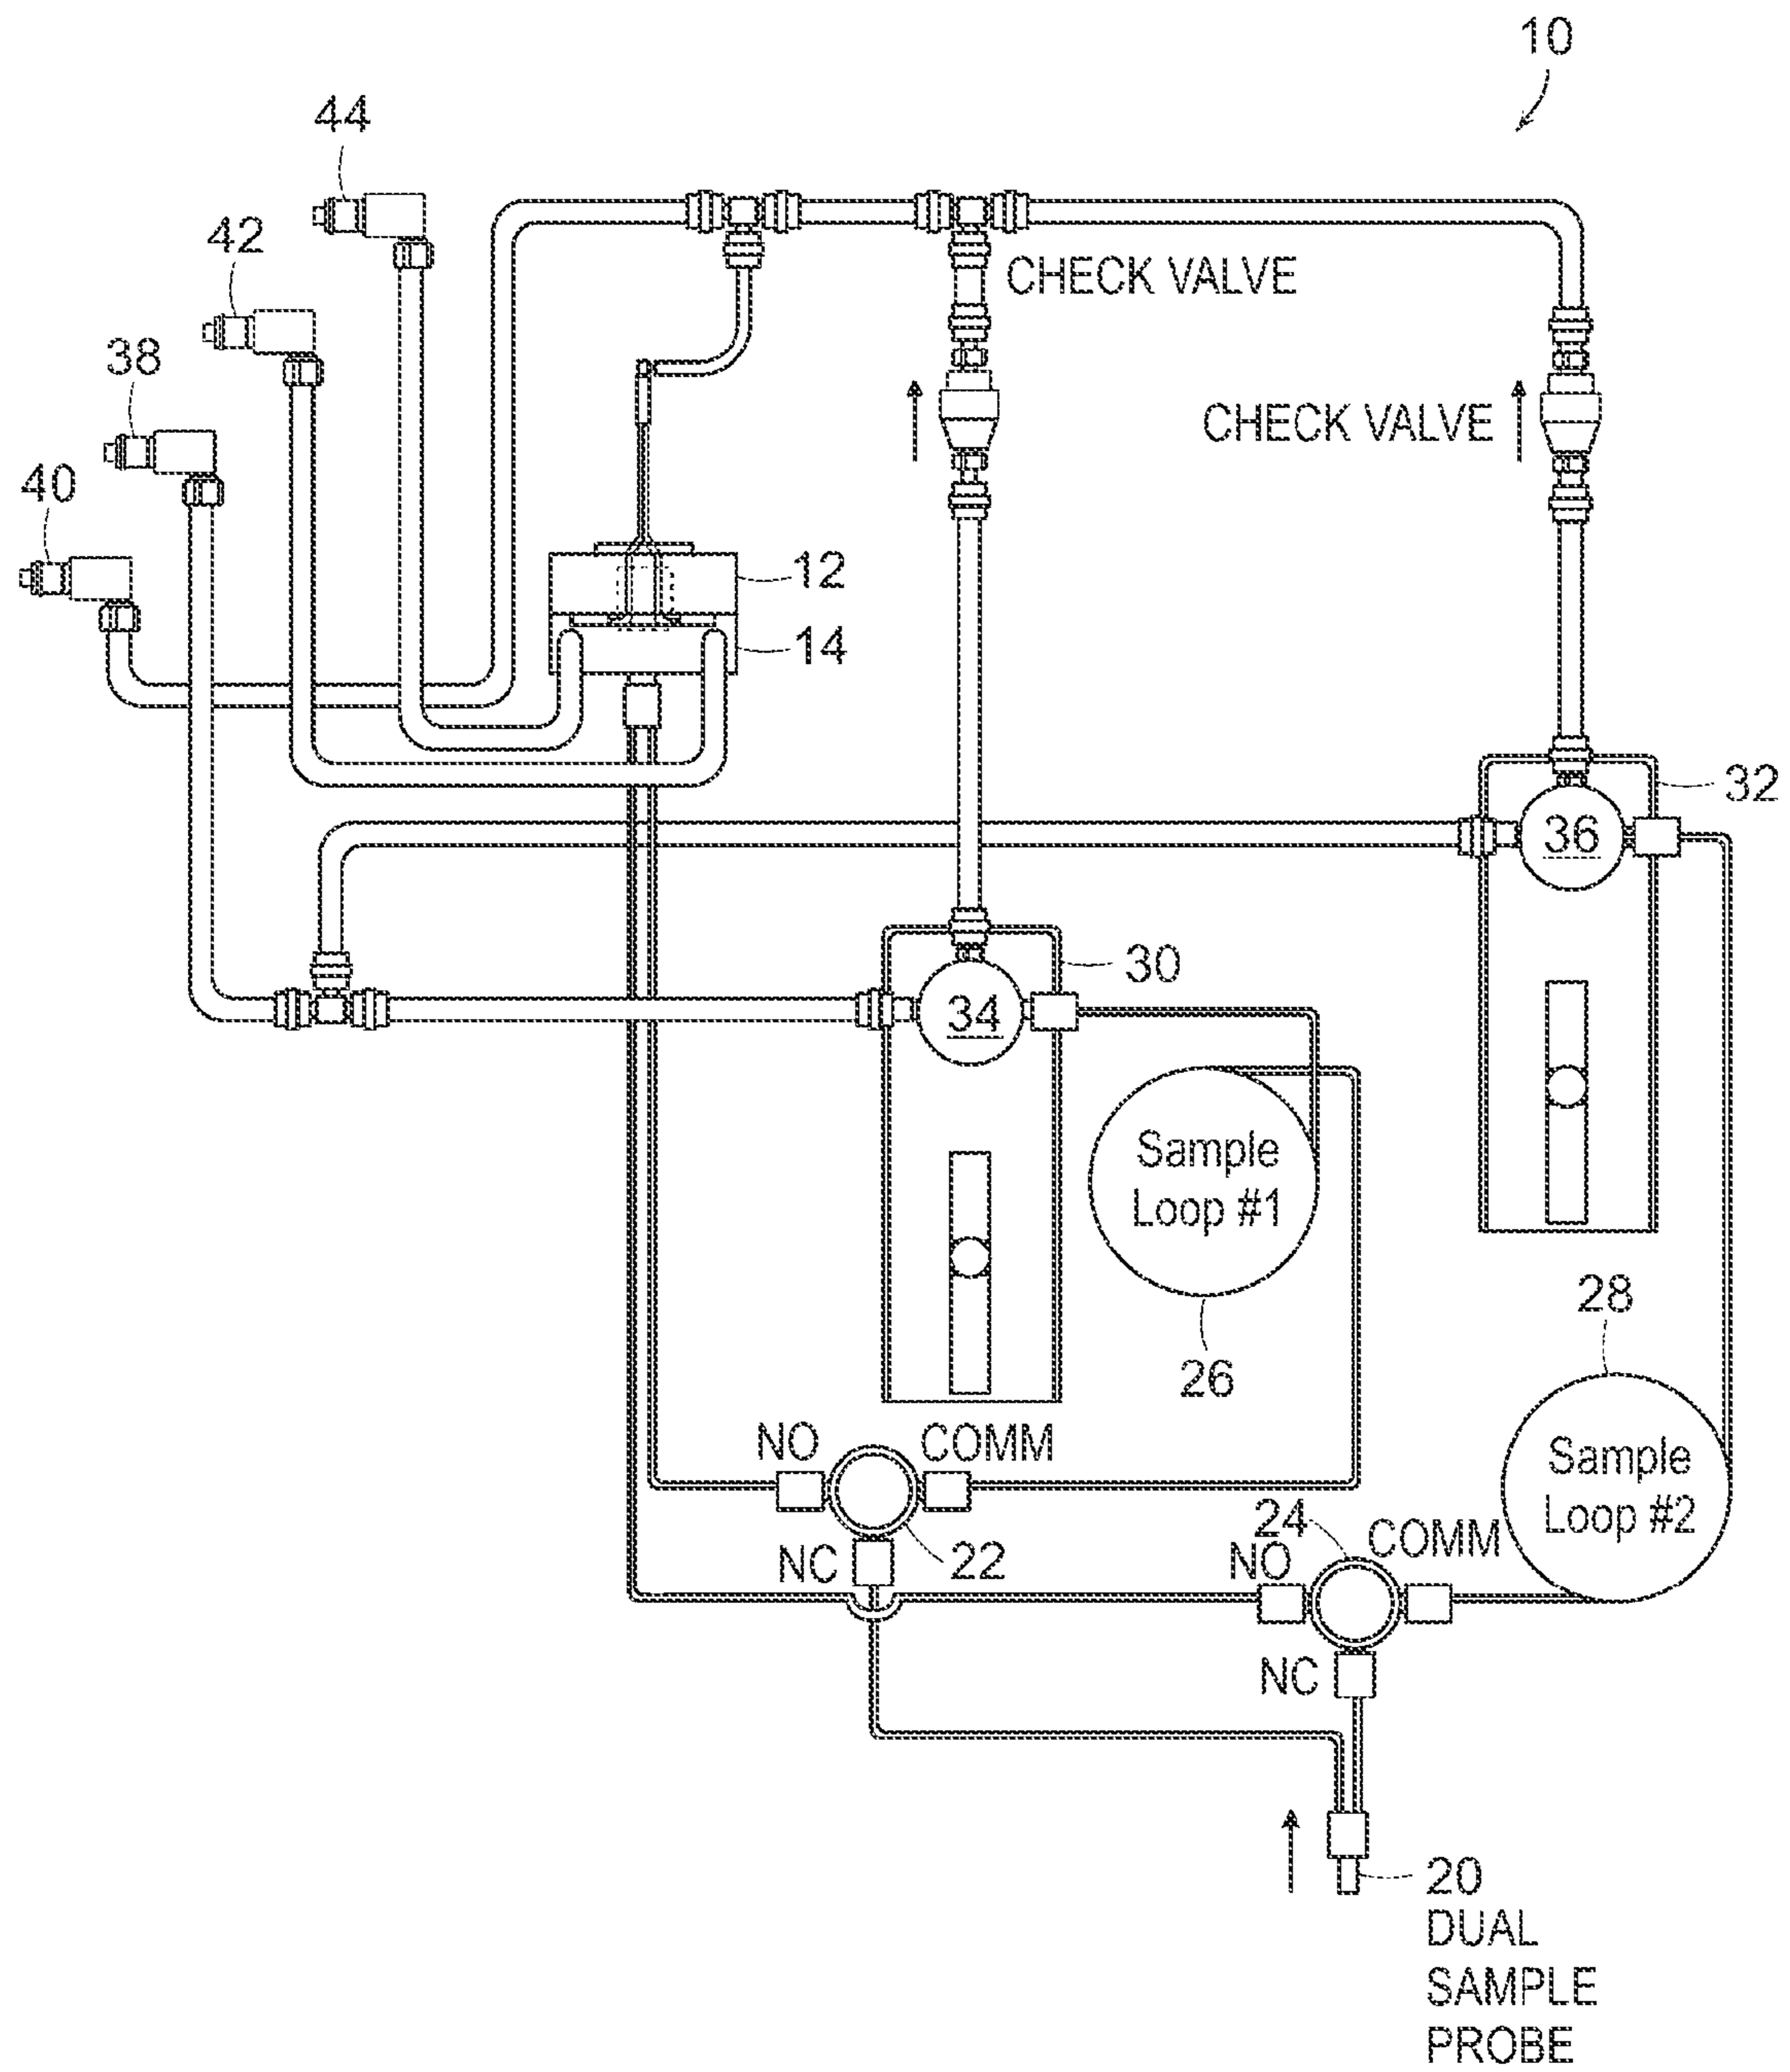 10
44
42
CHECK VALVE
38
CHECK VALVE
40
12
14
32
36
30
34
Sample
Loop #1
28
26
NO
COMM
Sample
Loop #2
24
COMM
NO
NC
22
NC
20
DUAL
SAMPLE
PROBE